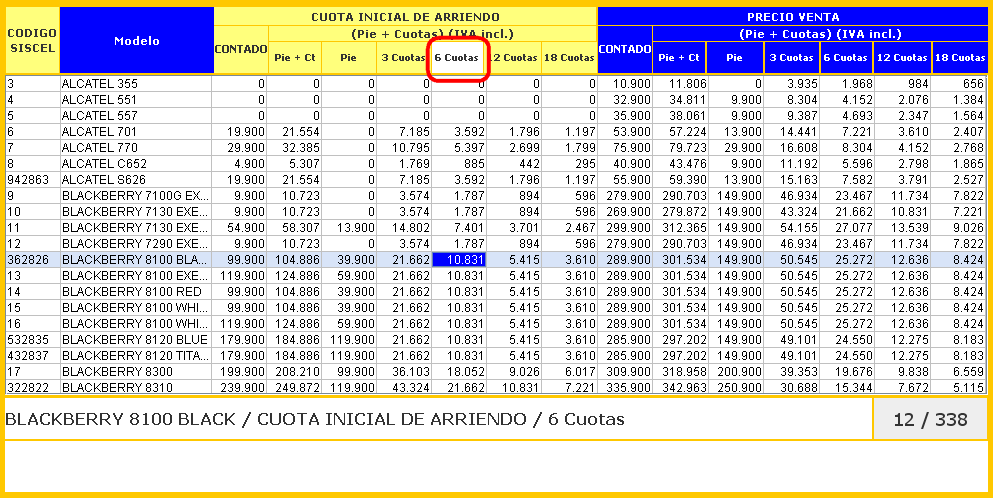 CUOTA INICIAL DE ARRIENDO PRECIO VENTA
CODIGO SISCEL Modelo CONTADO (Pie + Cuotas) (IVA incl.) CONTADO (Pie + Cuotas) (IVA incl.)
Pie + Ct Pie 3 Cuotas 6 Cuotas 12 Cuotas 18 Cuotas Pie + Ct Pie 3 Cuotas 6 Cuotas 12 Cuotas 18 Cuotas
3 ALCATEL 355 0 0 0 0 0 0 0 10.900 11.806 0 3.935 1.968 984 656
4 ALCATEL 551 0 0 0 0 0 0 0 32.900 34.811 9.900 8.304 4.152 2.076 1.384
5 ALCATEL 557 0 0 0 0 0 0 0 35.900 38.061 9.900 9.387 4.693 2.347 1.564
6 ALCATEL 701 19.900 21.554 0 7.185 3.592 1.796 1.197 53.900 57.224 13.900 14.441 7.221 3.610 2.407
7 ALCATEL 770 29.900 32.385 0 10.795 5.397 2.699 1.799 75.900 79.723 29.900 16.608 8.304 4.152 2.768
8 ALCATEL C652 4.900 5.307 0 1.769 885 442 295 40.900 43.476 9.900 11.192 5.596 2.798 1.865
942863 ALCATEL S626 19.900 21.554 0 7.185 3.592 1.796 1.197 55.900 59.390 13.900 15.163 7.582 3.791 2.527
9 BLACKBERRY 7100G EX... 9.900 10.723 0 3.574 1.787 894 596 279.900 290.703 149.900 46.934 23.467 11.734 7.822
10 BLACKBERRY 7130 EXE... 9.900 10.723 0 3.574 1.787 894 596 269.900 279.872 149.900 43.324 21.662 10.831 7.221
11 BLACKBERRY 7130 EXE... 54.900 58.307 13.900 14.802 7.401 3.701 2.467 299.900 312.365 149.900 54.155 27.077 13.539 9.026
12 BLACKBERRY 7290 EXE... 9.900 10.723 0 3.574 1.787 894 596 279.900 290.703 149.900 46.934 23.467 11.734 7.822
362826 BLACKBERRY 8100 BLA... 99.900 104.886 39.900 21.662 10.831 5.415 3.610 289.900 301.534 149.900 50.545 25.272 12.636 8.424
13 BLACKBERRY 8100 EXE... 119.900 124.886 59.900 21.662 10.831 5.415 3.610 289.900 301.534 149.900 50.545 25.272 12.636 8.424
14 BLACKBERRY 8100 RED 99.900 104.886 39.900 21.662 10.831 5.415 3.610 289.900 301.534 149.900 50.545 25.272 12.636 8.424
15 BLACKBERRY 8100 WHI... 99.900 104.886 39.900 21.662 10.831 5.415 3.610 289.900 301.534 149.900 50.545 25.272 12.636 8.424
16 BLACKBERRY 8100 WHI... 119.900 124.886 59.900 21.662 10.831 5.415 3.610 289.900 301.534 149.900 50.545 25.272 12.636 8.424
532835 BLACKBERRY 8120 BLUE 179.900 184.886 119.900 21.662 10.831 5.415 3.610 285.900 297.202 149.900 49.101 24.550 12.275 8.183
432837 BLACKBERRY 8120 TITA... 179.900 184.886 119.900 21.662 10.831 5.415 3.610 285.900 297.202 149.900 49.101 24.550 12.275 8.183
17 BLACKBERRY 8300 199.900 208.210 99.900 36.103 18.052 9.026 6.017 309.900 318.958 200.900 39.353 19.676 9.838 6.559
322822 BLACKBERRY 8310 239.900 249.872 119.900 43.324 21.662 10.831 7.221 335.900 342.963 250.900 30.688 15.344 7.672 5.115
BLACKBERRY 8100 BLACK / CUOTA INICIAL DE ARRIENDO / 6 Cuotas 12 / 338